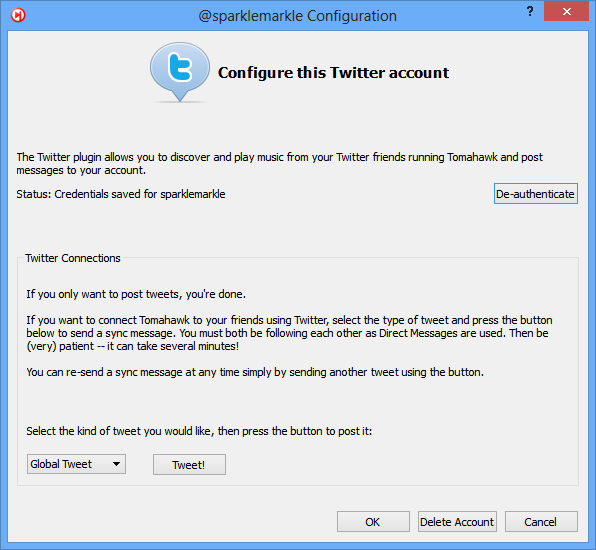 @sparklemarkle Configuration
?
Configure this Twitter account
The Twitter plugin allows you to discover and play music from your Twitter friends running Tomahawk and post
messages to your account.
Status: Credentials saved for sparklemarkle
De-authenticate
Twitter Connections
If you only want to post tweets, you're done.
If you want to connect Tomahawk to your friends using Twitter, select the type of tweet and press the button
below to send a sync message. You must both be following each other as Direct Messages are used. Then be
(very) patient -- it can take several minutes!
You can re-send a sync message at any time simply by sending another tweet using the button.
Select the kind of tweet you would like, then press the button to post it:
Global Tweet
Tweet!
OK
Delete Account
Cancel